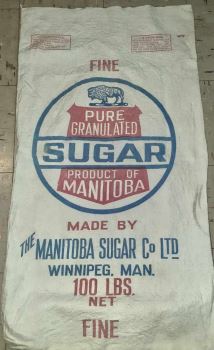 FINE
PURE
GRANULATED
SUGAR
PRODUCT OF
MANITOBA
MADE BY
THE MANITOBA SUGAR Co LTD
WINNIPEG, MAN.
100 LBS.
NET
FINE